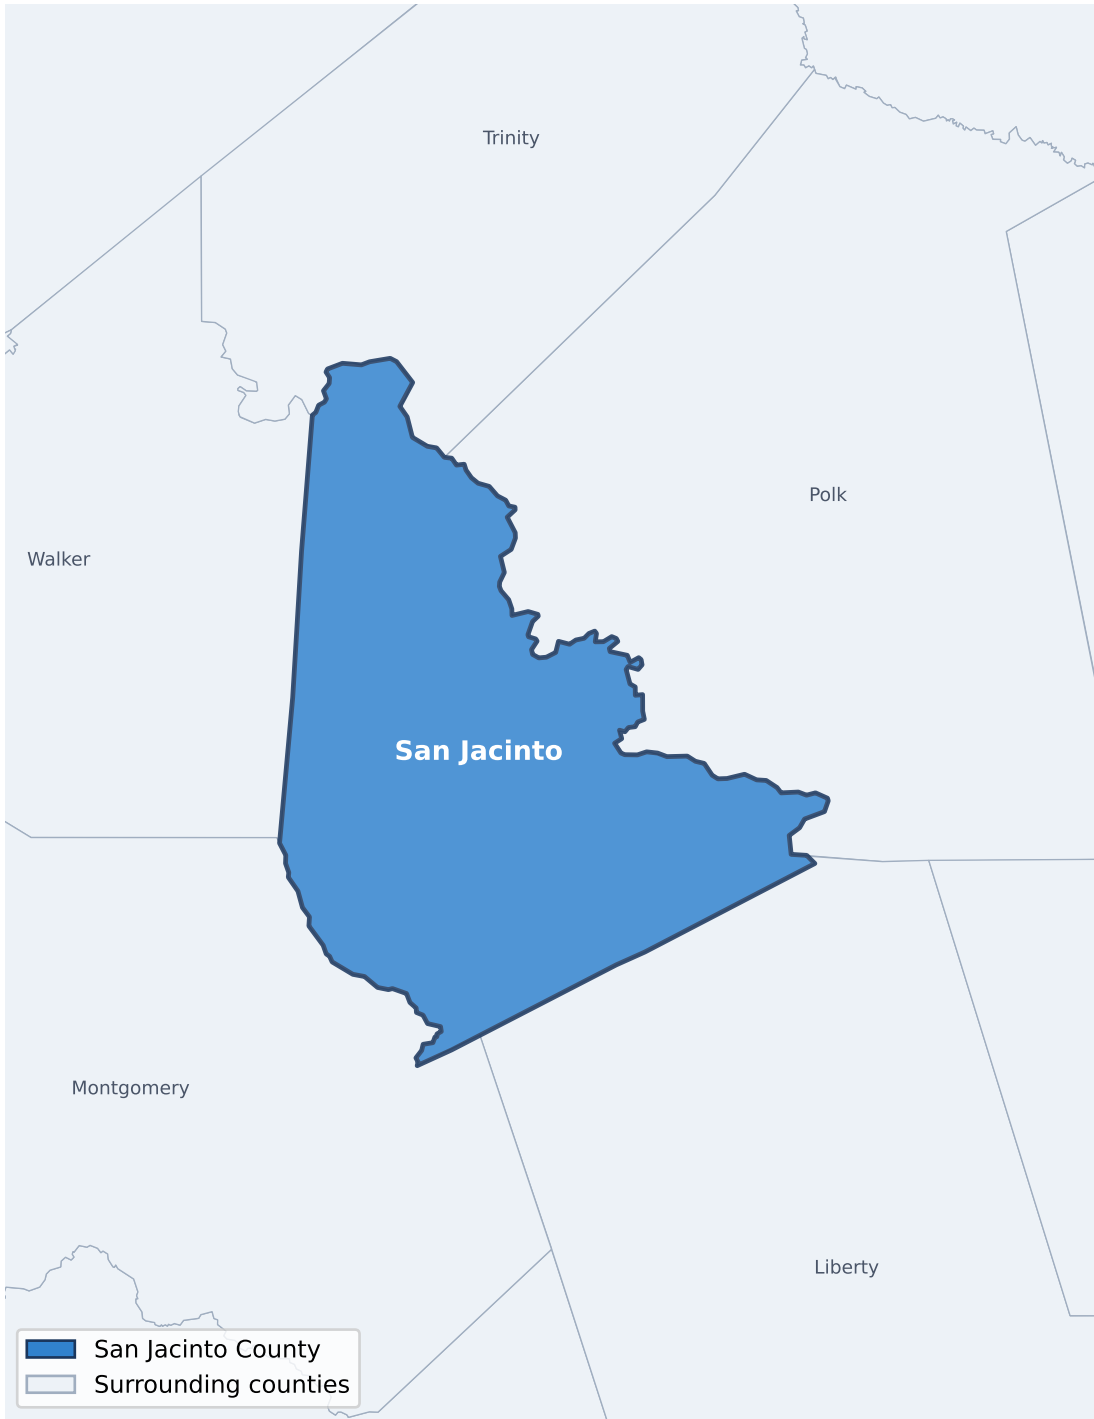 Trinity
Polk
Walker
San Jacinto
Montgomery
Liberty
San Jacinto County
Surrounding counties